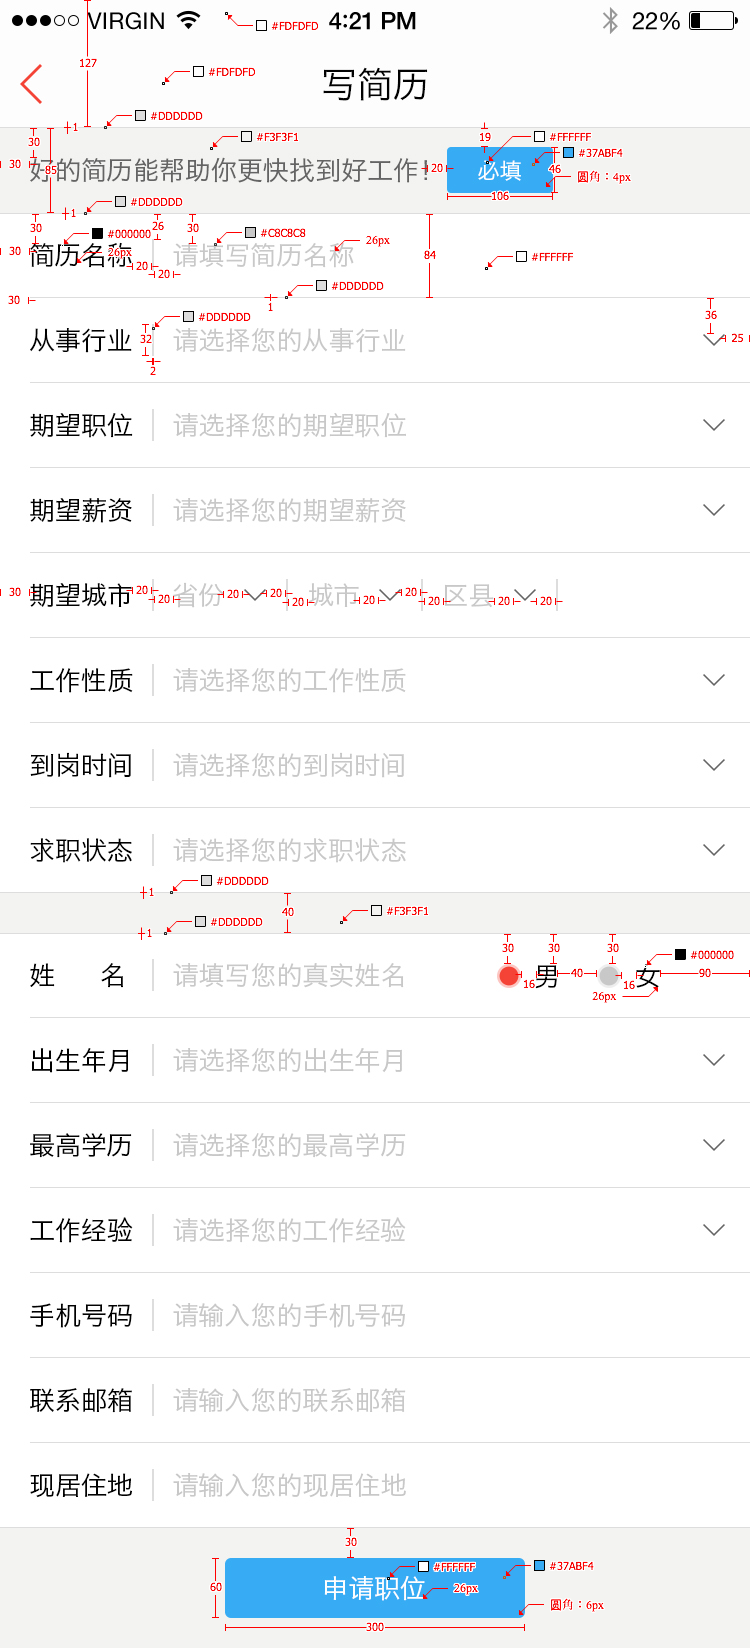 VIRGIN 4:21 PM 22%
#FDFDFD
127
#FDFDFD
写简历
#DDDDDD
1
30 19 #FFFFFF
#F3F3F1
#37ABF4
30 85 好的简历能帮助你更快找到好工作! 20 必填 46
圆角：4px
106
#DDDDDD
1
30 26 30
#000000 #C8C8C8 26px
30 简历名称 26px 请填写简历名称 84 #FFFFFF
20
20
#DDDDDD
30 1
#DDDDDD 36
从事行业 32 请选择您的从事行业 25
2
期望职位 请选择您的期望职位
期望薪资 请选择您的期望薪资
30 期望城市 20 20 省份 20 20 20 城市 20 20 20 区县 20 20
工作性质 请选择您的工作性质
到岗时间 请选择您的到岗时间
求职状态 请选择您的求职状态
1 #DDDDDD
40 #F3F3F1
1 #DDDDDD
30 30 30
#000000
姓 名 请填写您的真实姓名 16 男 40 16 女 90
26px
出生年月 请选择您的出生年月
最高学历 请选择您的最高学历
工作经验 请选择您的工作经验
手机号码 请输入您的手机号码
联系邮箱 请输入您的联系邮箱
现居住地 请输入您的现居住地
30
#FFFFFF #37ABF4
60 申请职位 26px
圆角：6px
300